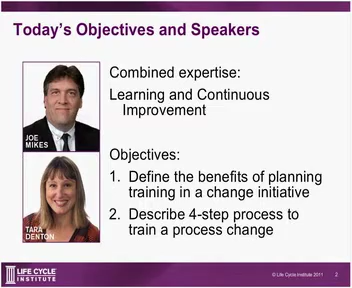 Today's Objectives and Speakers
JOE
MIKES
TARA
DENTON
Combined expertise:
Learning and Continuous
Improvement
Objectives:
1. Define the benefits of planning
training in a change initiative
2. Describe 4-step process to
train a process change
LIFE CYCLE
INSTITUTE
© Life Cycle Institute 2011 2